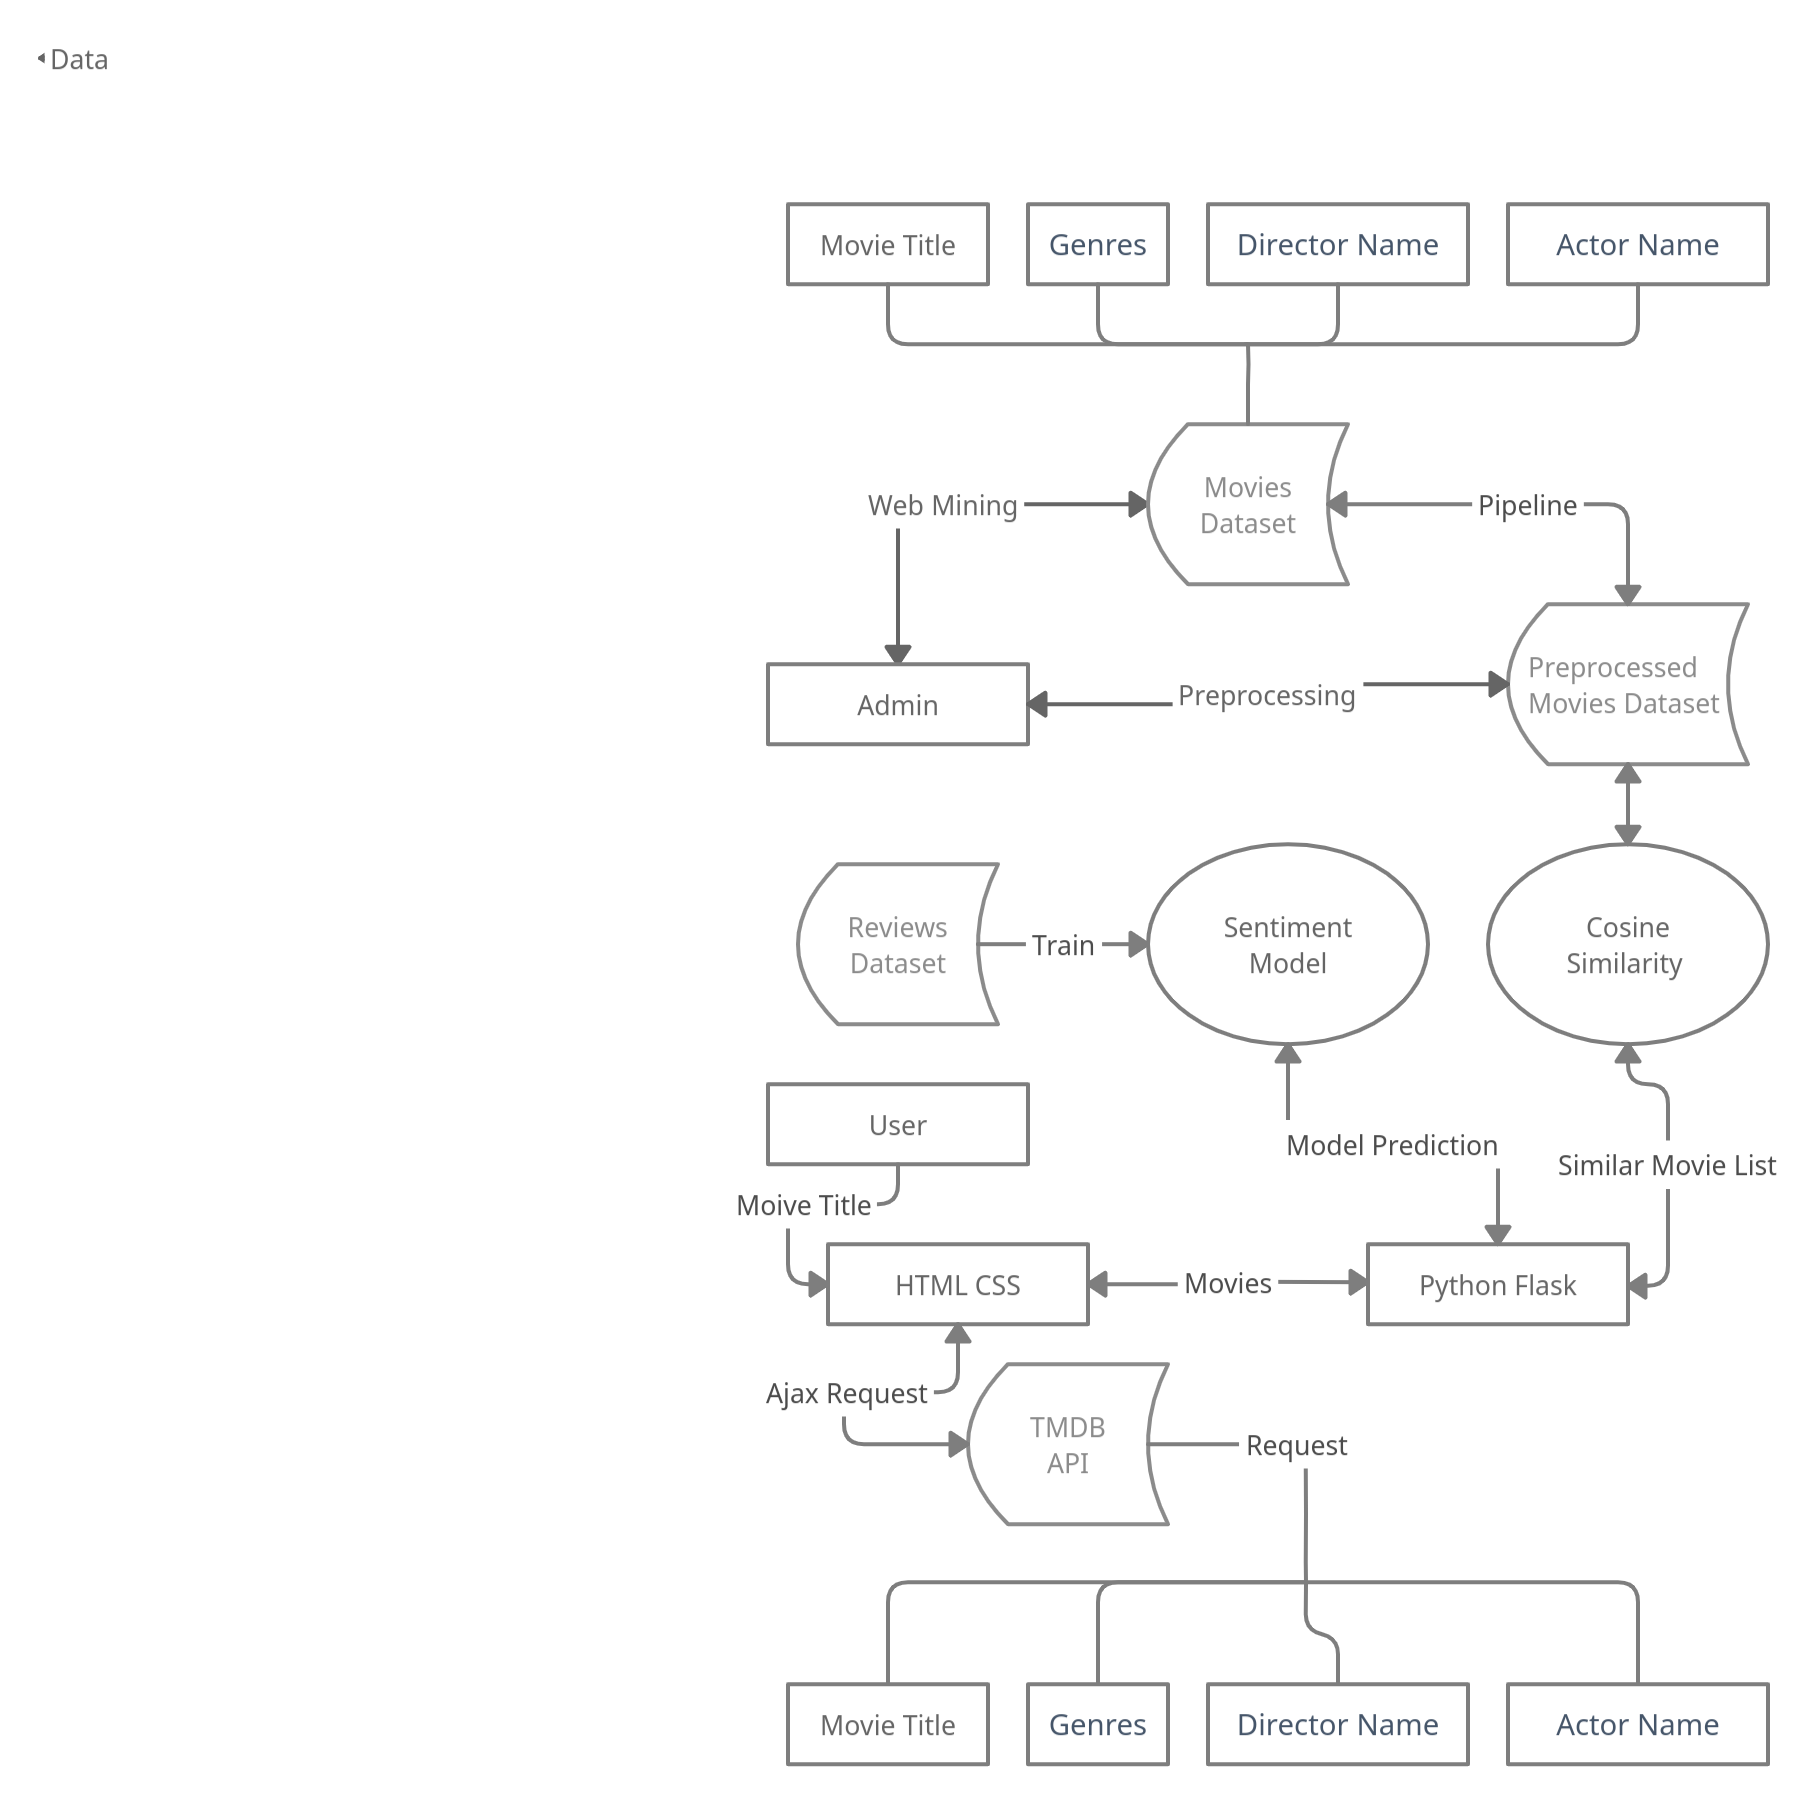 Data
Movie Title
Genres
Director Name
Actor Name
Movies
Dataset
Web Mining
Pipeline
Preprocessed
Movies Dataset
Admin
Preprocessing
Reviews
Dataset
Train
Sentiment
Model
Cosine
Similarity
User
Model Prediction
Similar Movie List
Moive Title
HTML CSS
Movies
Python Flask
Ajax Request
TMDB
API
Request
Movie Title
Genres
Director Name
Actor Name